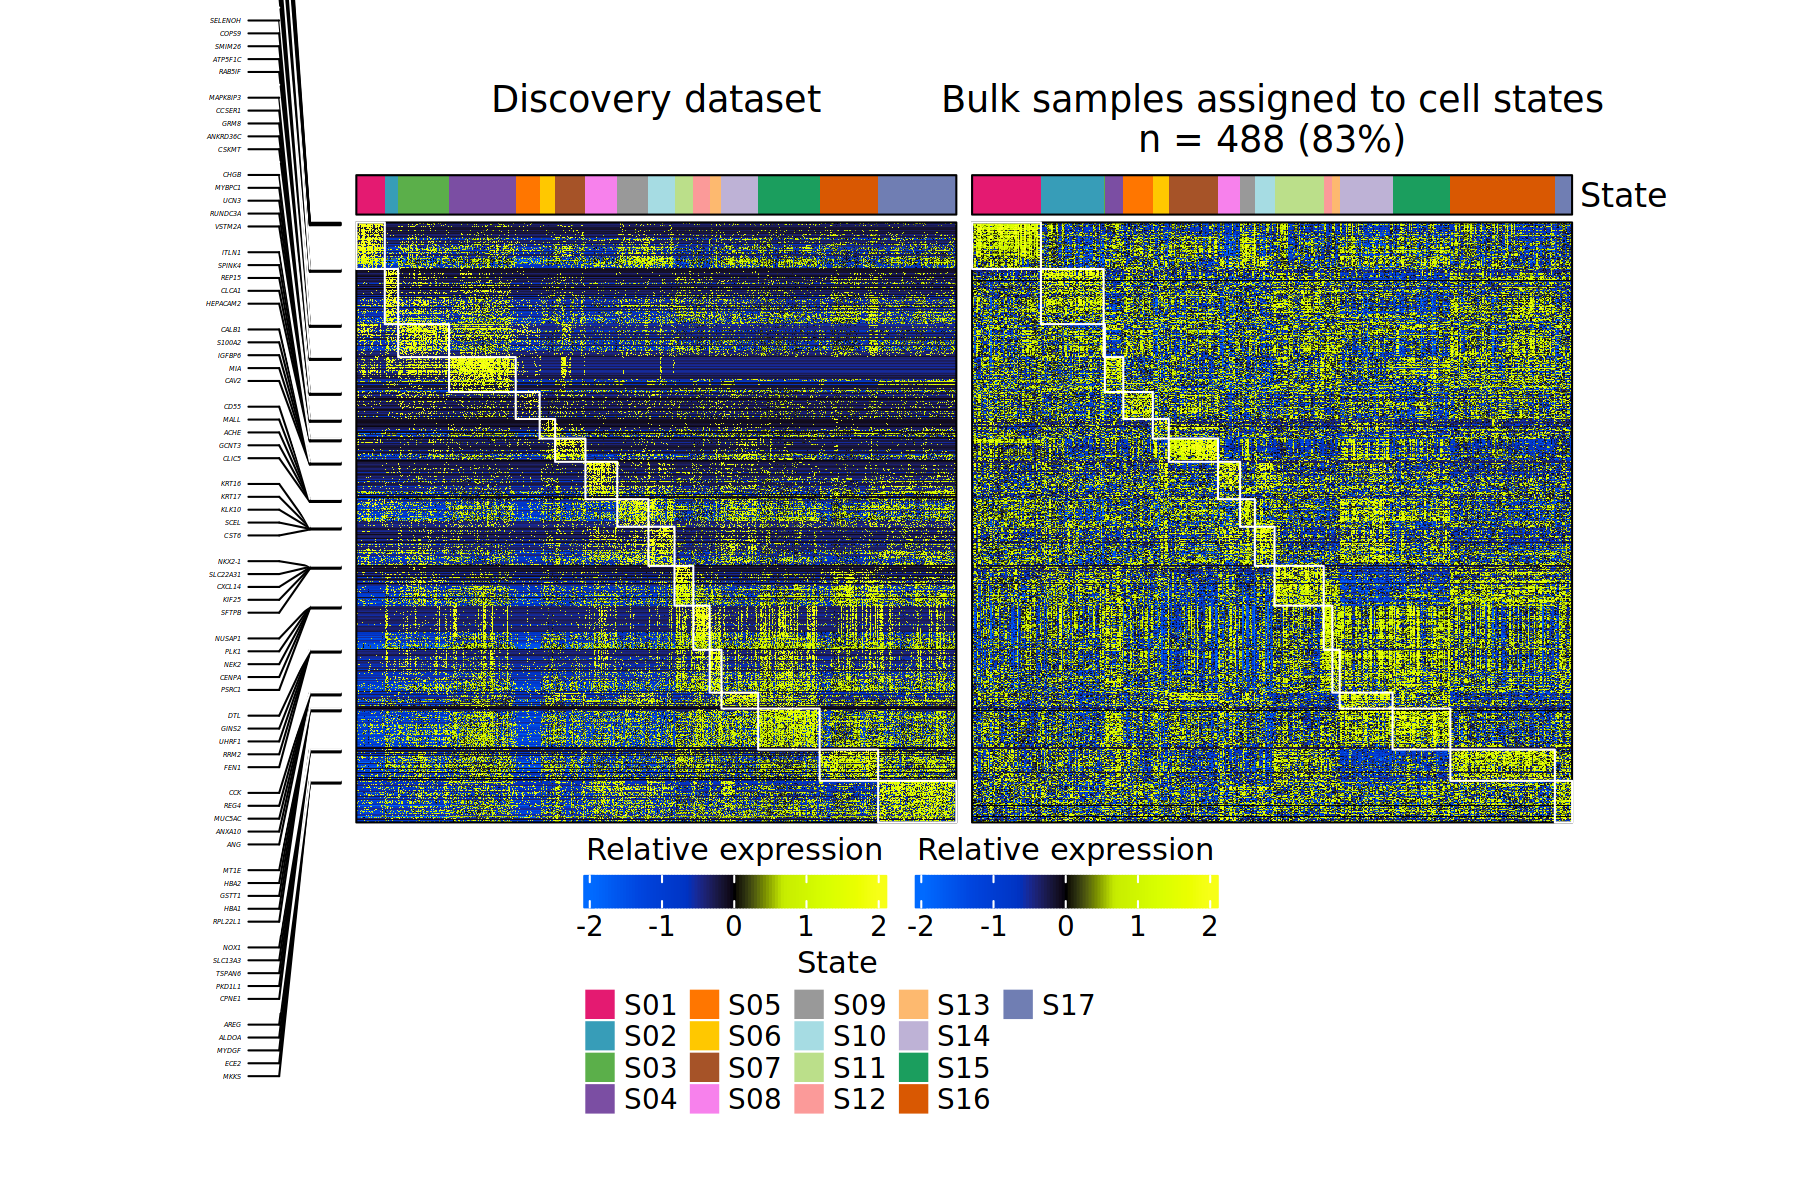 SELENOH
COPS9
SMIM26
ATP5F1C
RAB5IF
MAPK8IP3
CCSER1
GRM8
ANKRD36C
CSKMT
CHGB
MYBPC1
UCN3
RUNDC3A
VSTM2A
ITLN1
SPINK4
REP15
CLCA1
HEPACAM2
CALB1
S100A2
IGFBP6
MIA
CAV2
CD55
MALL
ACHE
GCNT3
CLIC5
KRT16
KRT17
KLK10
SCEL
CST6
NKX2-1
SLC22A31
CXCL14
KIF25
SFTPB
NUSAP1
PLK1
NEK2
CENPA
PSRC1
DTL
GINS2
UHRF1
RRM2
FEN1
CCK
REG4
MUC5AC
ANXA10
ANG
MT1E
HBA2
GSTT1
HBA1
RPL22L1
NOX1
SLC13A3
TSPAN6
PKD1L1
CPNE1
AREG
ALDOA
MYDGF
ECE2
MKKS
Discovery dataset
Bulk samples assigned to cell states
n = 488 (83%)
State
Relative expression
-2 -1 0 1 2
Relative expression
-2 -1 0 1 2
State
S01 S05 S09 S13 S17
S02 S06 S10 S14
S03 S07 S11 S15
S04 S08 S12 S16